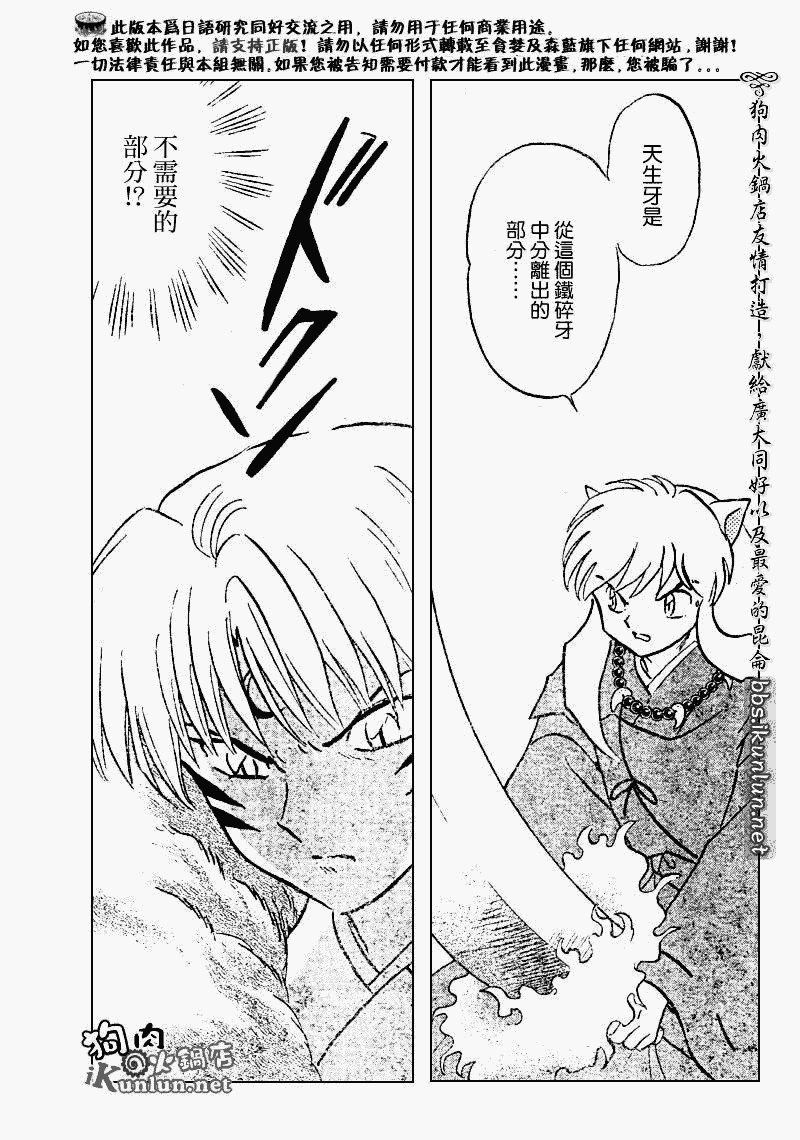 此版本爲日語研究同好交流之用，請勿用于任何商業用途。
如您喜歡此作品，請支持正版！請勿以任何形式轉載至貪婪及森藍旗下任何網站，謝謝！
一切法律責任與本組無關。如果您被告知需要付款才能看到此漫畫，那麼，您被騙了...
狗肉火鍋店友情打造，獻給廣大同好以及最愛的昆侖
bbs.ikunlun.net
天生牙是
從這個鐵碎牙
中分離出的
部分……
ドクン
不需要的
部分!?
狗肉
火鍋店
iKunlun.net